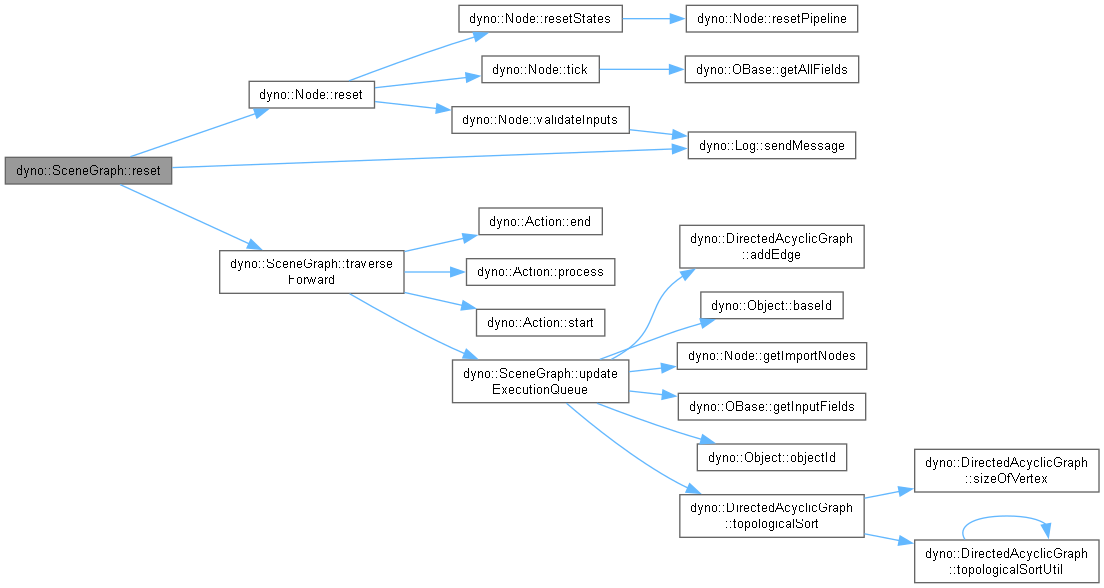 dyno::SceneGraph::reset
dyno::Node::reset
dyno::Node::resetStates
dyno::Node::resetPipeline
dyno::Node::tick
dyno::OBase::getAllFields
dyno::Node::validateInputs
dyno::Log::sendMessage
dyno::SceneGraph::traverse
Forward
dyno::Action::end
dyno::Action::process
dyno::Action::start
dyno::SceneGraph::update
ExecutionQueue
dyno::DirectedAcyclicGraph
::addEdge
dyno::Object::baseId
dyno::Node::getImportNodes
dyno::OBase::getInputFields
dyno::Object::objectId
dyno::DirectedAcyclicGraph
::topologicalSort
dyno::DirectedAcyclicGraph
::sizeOfVertex
dyno::DirectedAcyclicGraph
::topologicalSortUtil